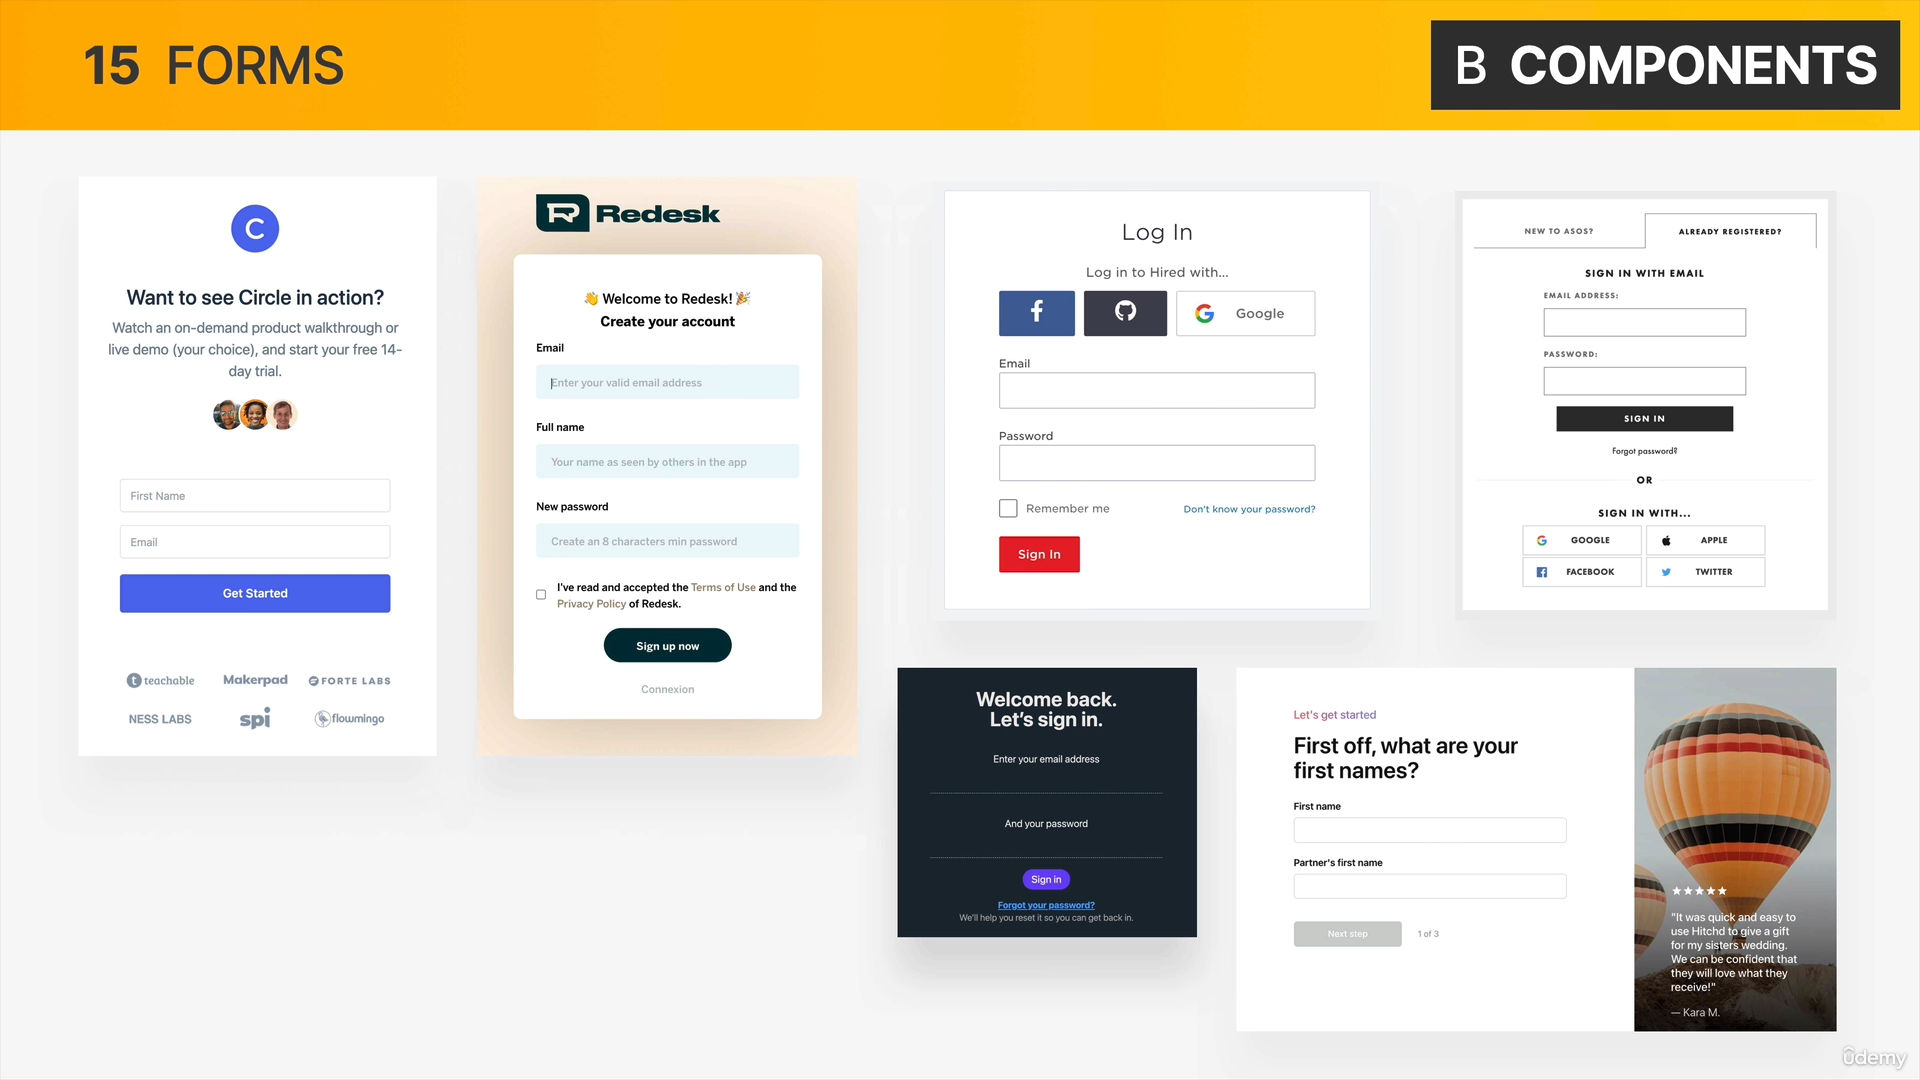 15 FORMS
B COMPONENTS
C
Want to see Circle in action?
Watch an on-demand product walkthrough or
live demo (your choice), and start your free 14-
day trial.
First Name
Email
Get Started
teachable
Makerpad
FORTE LABS
NESS LABS
spi
flowmingo
R Redesk
👋 Welcome to Redesk! 🎉
Create your account
Email
Enter your valid email address
Full name
Your name as seen by others in the app
New password
Create an 8 characters min password
I've read and accepted the Terms of Use and the
Privacy Policy of Redesk.
Sign up now
Connexion
Log In
Log in to Hired with...
f
G Google
Email
Password
Remember me
Don't know your password?
Sign In
NEW TO ASOS?
ALREADY REGISTERED?
SIGN IN WITH EMAIL
EMAIL ADDRESS:
PASSWORD:
SIGN IN
Forgot password?
OR
SIGN IN WITH...
G GOOGLE
APPLE
f FACEBOOK
TWITTER
Welcome back.
Let's sign in.
Enter your email address
And your password
Sign in
Forgot your password?
We'll help you reset it so you can get back in.
Let's get started
First off, what are your
first names?
First name
Partner's first name
Next step
1 of 3
★★★★★
"It was quick and easy to
use Hitchd to give a gift
for my sisters wedding.
We can be confident that
they will love what they
receive!"
— Kara M.
ûdemy